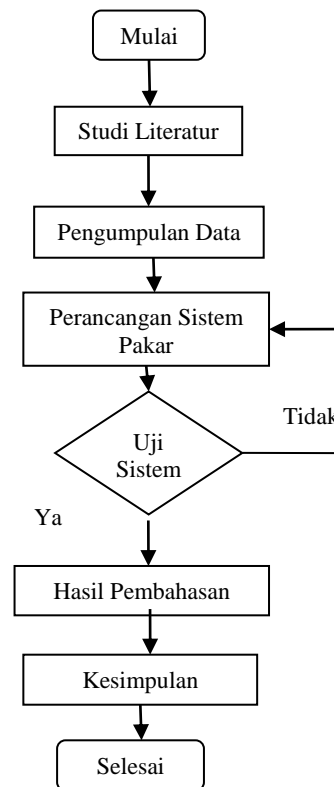 Mulai
Studi Literatur
Pengumpulan Data
Perancangan Sistem
Pakar
Uji
Sistem
Tidak
Ya
Hasil Pembahasan
Kesimpulan
Selesai